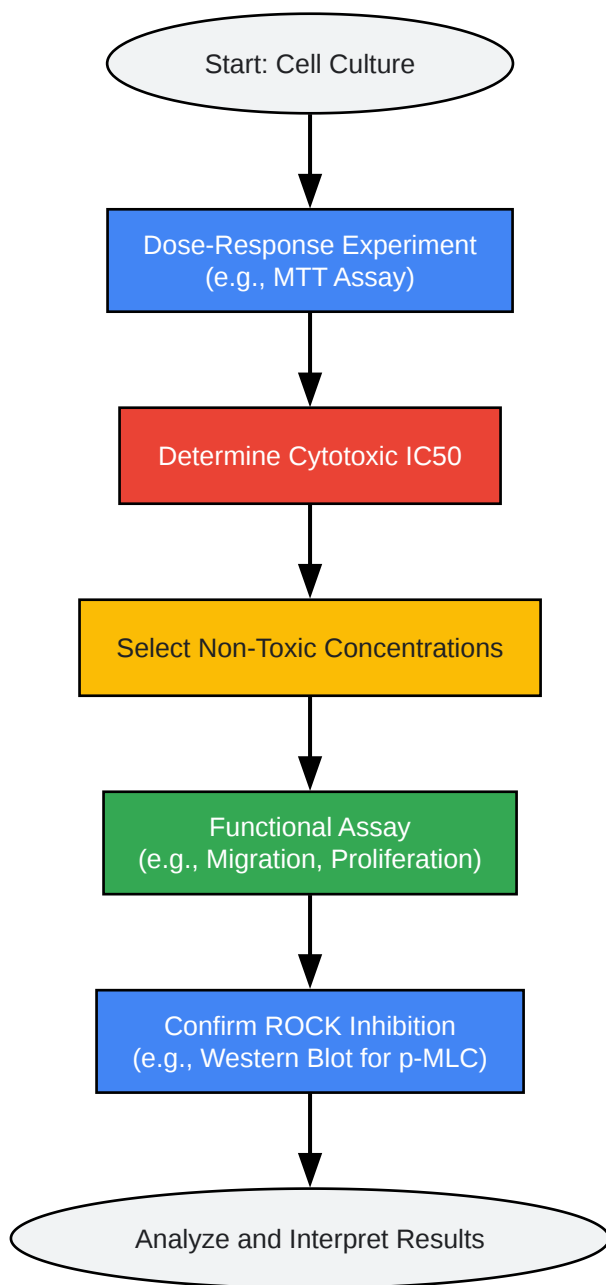 Start: Cell Culture
Dose-Response Experiment
(e.g., MTT Assay)
Determine Cytotoxic IC50
Select Non-Toxic Concentrations
Functional Assay
(e.g., Migration, Proliferation)
Confirm ROCK Inhibition
(e.g., Western Blot for p-MLC)
Analyze and Interpret Results